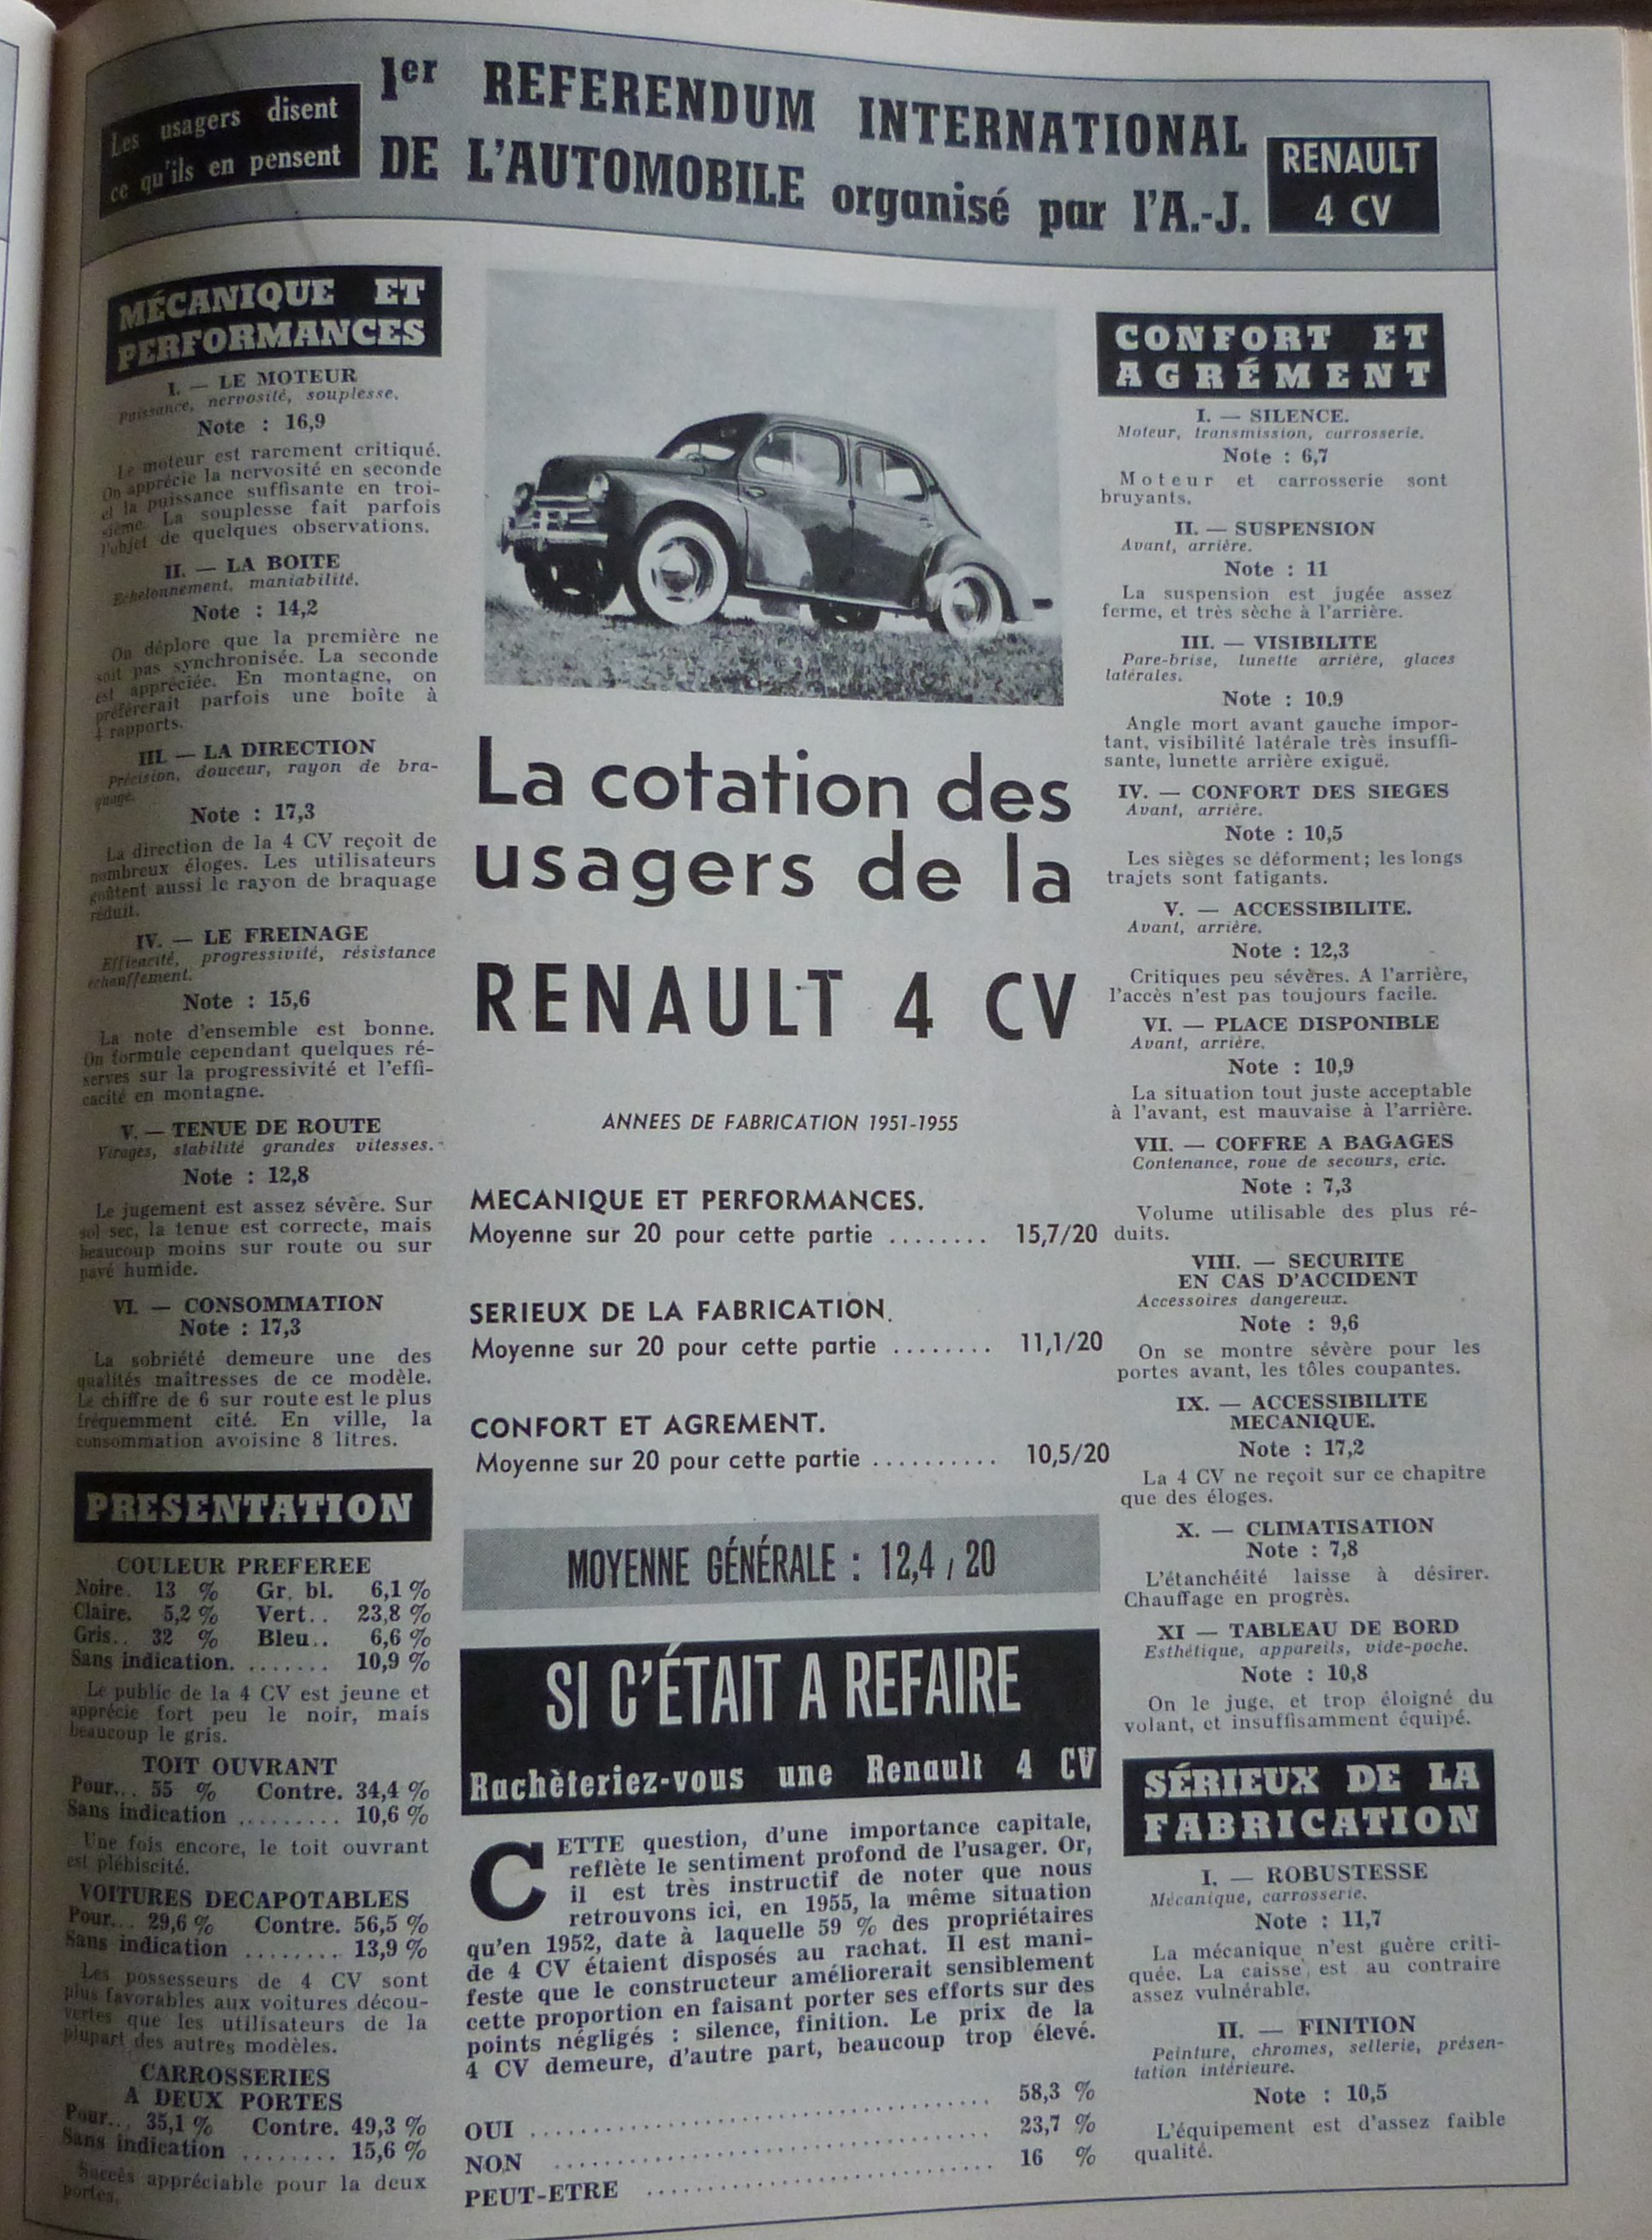 Les usagers disent
ce qu'ils en pensent
1er REFERENDUM INTERNATIONAL
DE L'AUTOMOBILE organisé par l'A.-J.
RENAULT
4 CV
MÉCANIQUE ET
PERFORMANCES
I. — LE MOTEUR
Puissance, nervosité, souplesse.
Note : 16,9
Le moteur est rarement critiqué.
On apprécie la nervosité en seconde
et la puissance suffisante en troi-
sième. La souplesse fait parfois
l'objet de quelques observations.
II. — LA BOITE
Echelonnement, maniabilité.
Note : 14,2
On déplore que la première ne
soit pas synchronisée. La seconde
est appréciée. En montagne, on
préférerait parfois une boîte à
4 rapports.
III. — LA DIRECTION
Précision, douceur, rayon de bra-
quage.
Note : 17,3
La direction de la 4 CV reçoit de
nombreux éloges. Les utilisateurs
goûtent aussi le rayon de braquage
réduit.
IV. — LE FREINAGE
Efficacité, progressivité, résistance
échauffement.
Note : 15,6
La note d'ensemble est bonne.
On formule cependant quelques ré-
serves sur la progressivité et l'effi-
cacité en montagne.
V. — TENUE DE ROUTE
Virages, stabilité grandes vitesses.
Note : 12,8
Le jugement est assez sévère. Sur
sol sec, la tenue est correcte, mais
beaucoup moins sur route ou sur
pavé humide.
VI. — CONSOMMATION
Note : 17,3
La sobriété demeure une des
qualités maîtresses de ce modèle.
Le chiffre de 6 sur route est le plus
fréquemment cité. En ville, la
consommation avoisine 8 litres.
PRESENTATION
COULEUR PREFEREE
Noire. 13 % Gr. bl. 6,1 %
Claire. 5,2 % Vert.. 23,8 %
Gris.. 32 % Bleu.. 6,6 %
Sans indication. ....... 10,9 %
Le public de la 4 CV est jeune et
apprécie fort peu le noir, mais
beaucoup le gris.
TOIT OUVRANT
Pour... 55 % Contre. 34,4 %
Sans indication ......... 10,6 %
Une fois encore, le toit ouvrant
est plébiscité.
VOITURES DECAPOTABLES
Pour... 29,6 % Contre. 56,5 %
Sans indication ........ 13,9 %
Les possesseurs de 4 CV sont
plus favorables aux voitures décou-
vertes que les utilisateurs de la
plupart des autres modèles.
CARROSSERIES
A DEUX PORTES
Pour... 35,1 % Contre. 49,3 %
Sans indication ........ 15,6 %
Succès appréciable pour la deux
portes.
La cotation des
usagers de la
RENAULT 4 CV
ANNEES DE FABRICATION 1951-1955
MECANIQUE ET PERFORMANCES.
Moyenne sur 20 pour cette partie ........ 15,7/20
SERIEUX DE LA FABRICATION.
Moyenne sur 20 pour cette partie ........ 11,1/20
CONFORT ET AGREMENT.
Moyenne sur 20 pour cette partie .......... 10,5/20
MOYENNE GÉNÉRALE : 12,4 / 20
SI C'ÉTAIT A REFAIRE
Rachèteriez-vous une Renault 4 CV
CETTE question, d'une importance capitale,
reflète le sentiment profond de l'usager. Or,
il est très instructif de noter que nous
retrouvons ici, en 1955, la même situation
qu'en 1952, date à laquelle 59 % des propriétaires
de 4 CV étaient disposés au rachat. Il est mani-
feste que le constructeur améliorerait sensiblement
cette proportion en faisant porter ses efforts sur des
points négligés : silence, finition. Le prix de la
4 CV demeure, d'autre part, beaucoup trop élevé.
OUI ........ 58,3 %
NON ........ 23,7 %
PEUT-ETRE ........ 16 %
CONFORT ET
AGRÉMENT
I. — SILENCE.
Moteur, transmission, carrosserie.
Note : 6,7
Moteur et carrosserie sont
bruyants.
II. — SUSPENSION
Avant, arrière.
Note : 11
La suspension est jugée assez
ferme, et très sèche à l'arrière.
III. — VISIBILITE
Pare-brise, lunette arrière, glaces
latérales.
Note : 10.9
Angle mort avant gauche impor-
tant, visibilité latérale très insuffi-
sante, lunette arrière exiguë.
IV. — CONFORT DES SIEGES
Avant, arrière.
Note : 10,5
Les sièges se déforment ; les longs
trajets sont fatigants.
V. — ACCESSIBILITE.
Avant, arrière.
Note : 12,3
Critiques peu sévères. A l'arrière,
l'accès n'est pas toujours facile.
VI. — PLACE DISPONIBLE
Avant, arrière.
Note : 10,9
La situation tout juste acceptable
à l'avant, est mauvaise à l'arrière.
VII. — COFFRE A BAGAGES
Contenance, roue de secours, cric.
Note : 7,3
Volume utilisable des plus ré-
duits.
VIII. — SECURITE
EN CAS D'ACCIDENT
Accessoires dangereux.
Note : 9,6
On se montre sévère pour les
portes avant, les tôles coupantes.
IX. — ACCESSIBILITE
MECANIQUE.
Note : 17,2
La 4 CV ne reçoit sur ce chapitre
que des éloges.
X. — CLIMATISATION
Note : 7,8
L'étanchéité laisse à désirer.
Chauffage en progrès.
XI — TABLEAU DE BORD
Esthétique, appareils, vide-poche.
Note : 10,8
On le juge, et trop éloigné du
volant, et insuffisamment équipé.
SÉRIEUX DE LA
FABRICATION
I. — ROBUSTESSE
Mécanique, carrosserie.
Note : 11,7
La mécanique n'est guère criti-
quée. La caisse est au contraire
assez vulnérable.
II. — FINITION
Peinture, chromes, sellerie, présen-
tation intérieure.
Note : 10,5
L'équipement est d'assez faible
qualité.